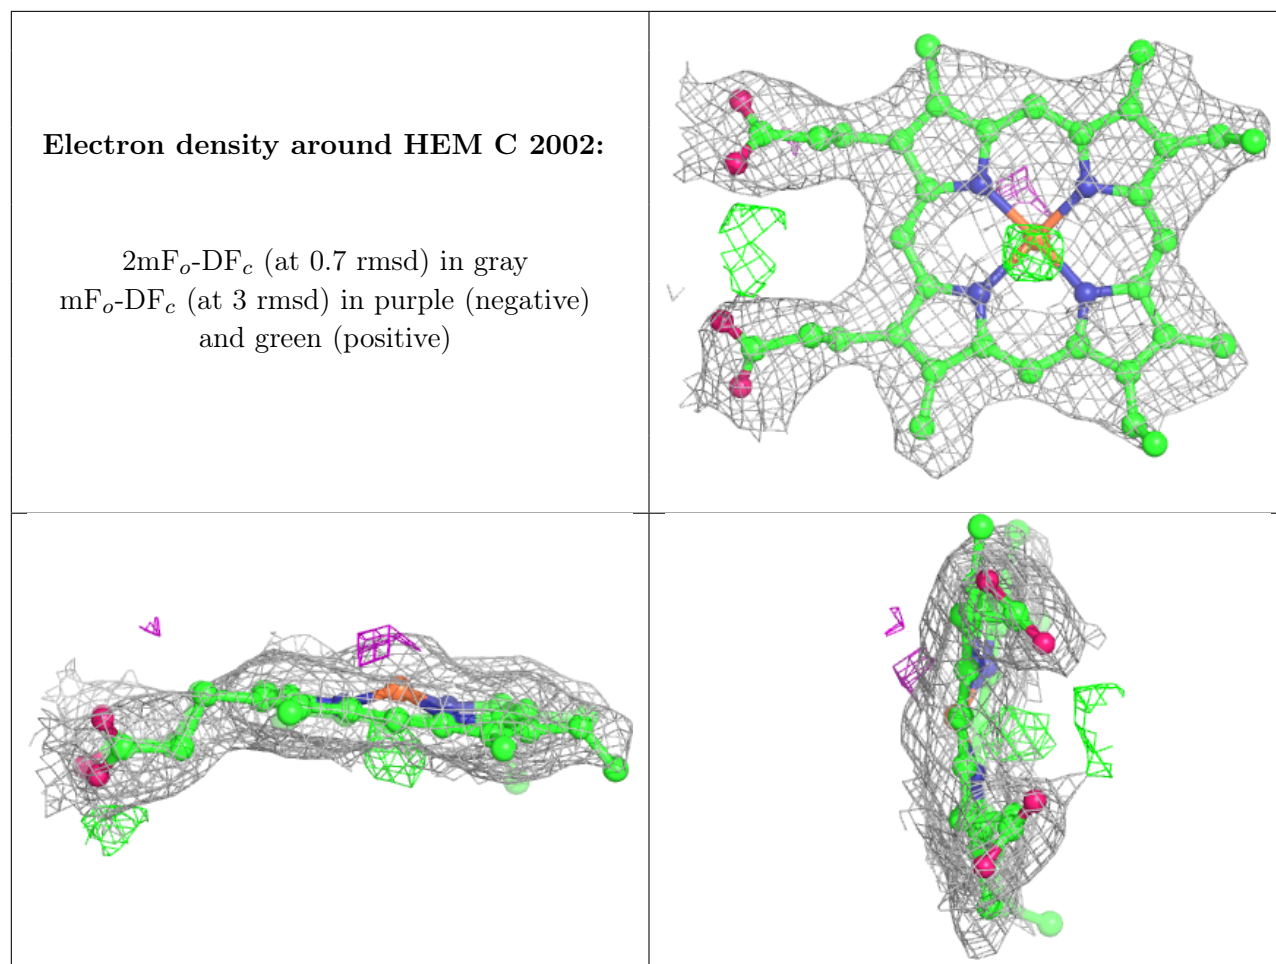 Electron density around HEM C 2002:
2mFo-DFc (at 0.7 rmsd) in gray
mFo-DFc (at 3 rmsd) in purple (negative)
and green (positive)